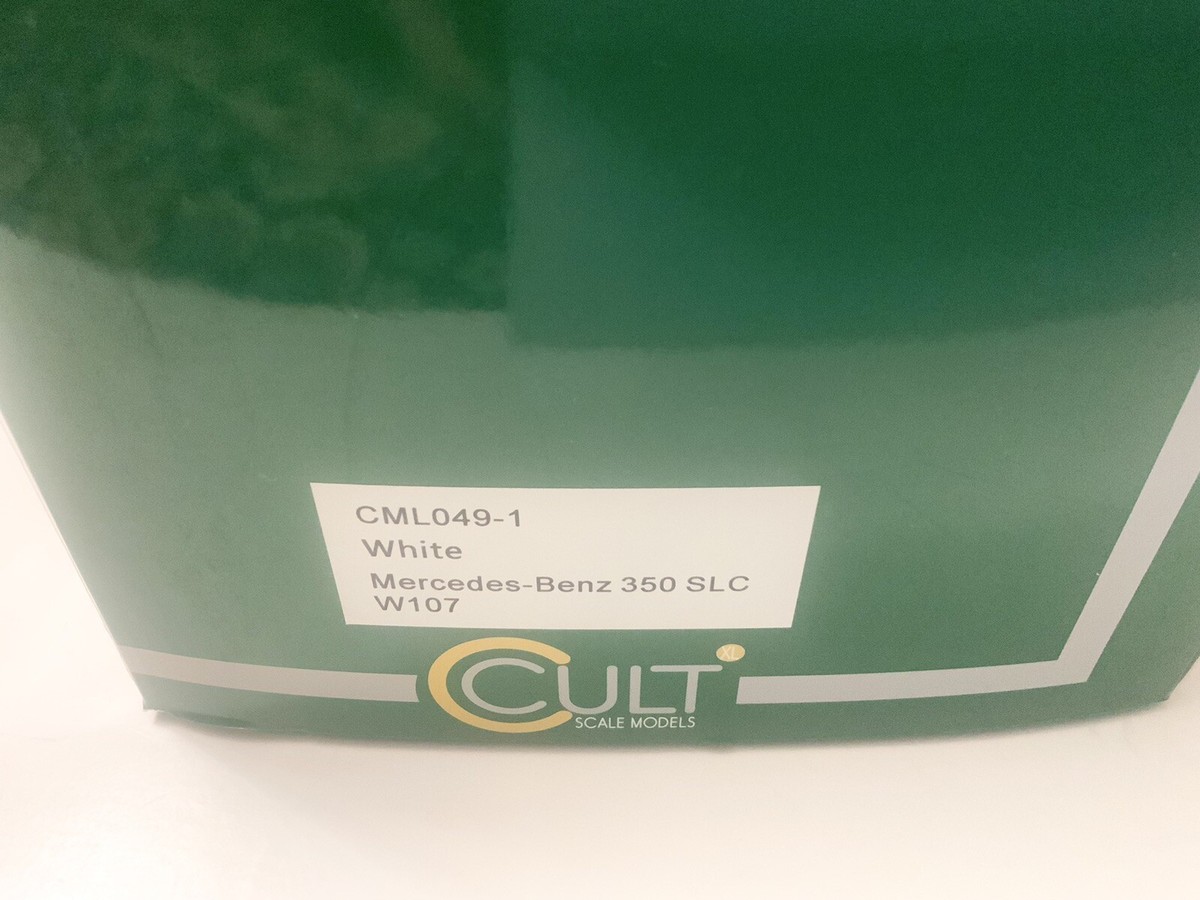 CML049-1
White
Mercedes-Benz 350 SLC
W107
CULT XL
SCALE MODELS